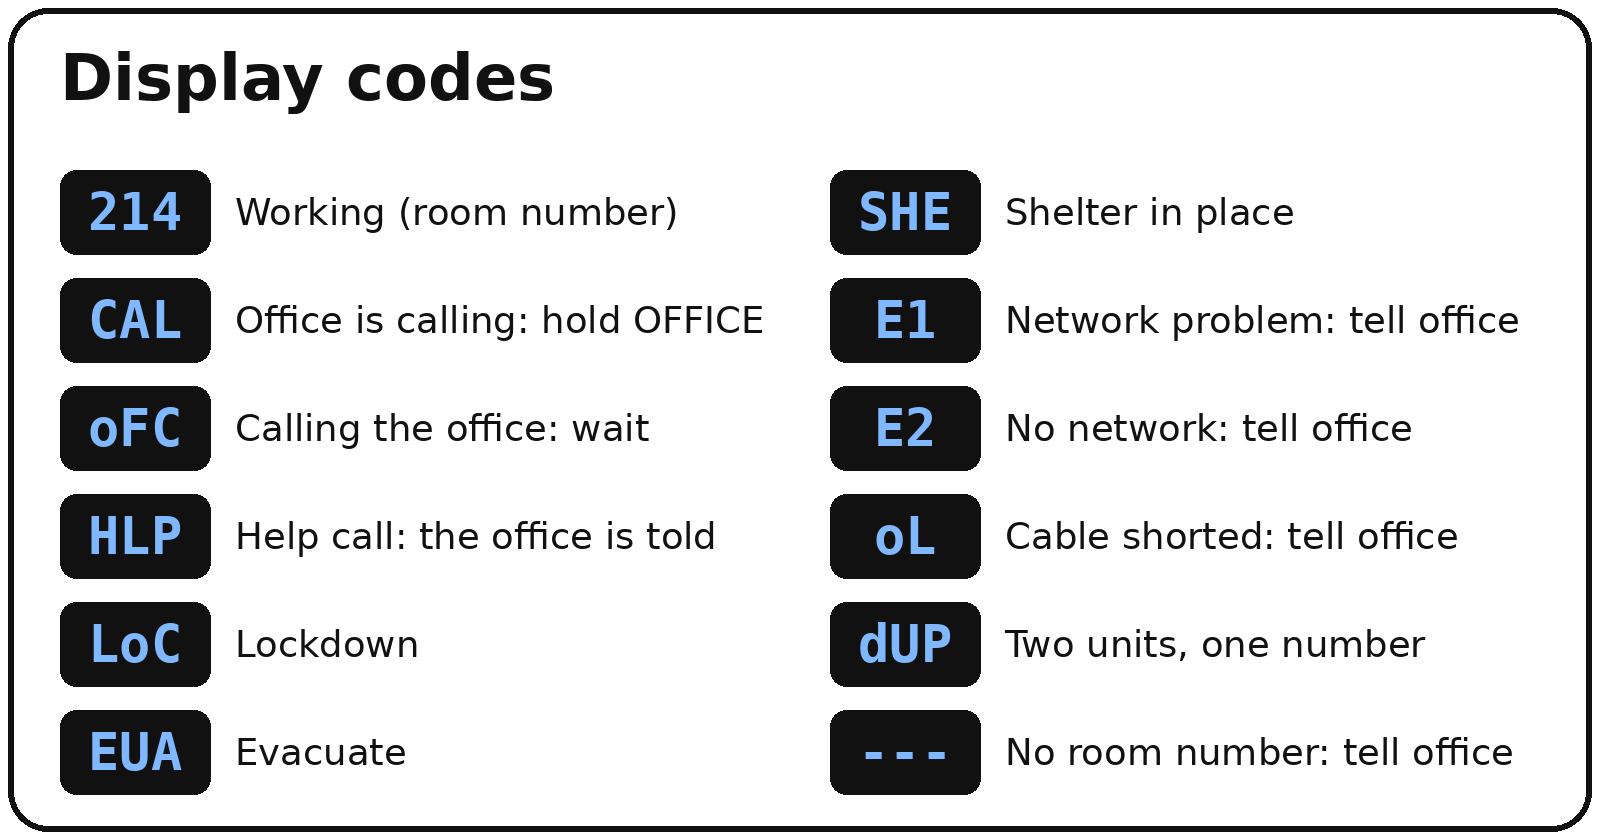 Display codes
214 Working (room number)
CAL Office is calling: hold OFFICE
oFC Calling the office: wait
HLP Help call: the office is told
LoC Lockdown
EUA Evacuate
SHE Shelter in place
E1 Network problem: tell office
E2 No network: tell office
oL Cable shorted: tell office
dUP Two units, one number
--- No room number: tell office